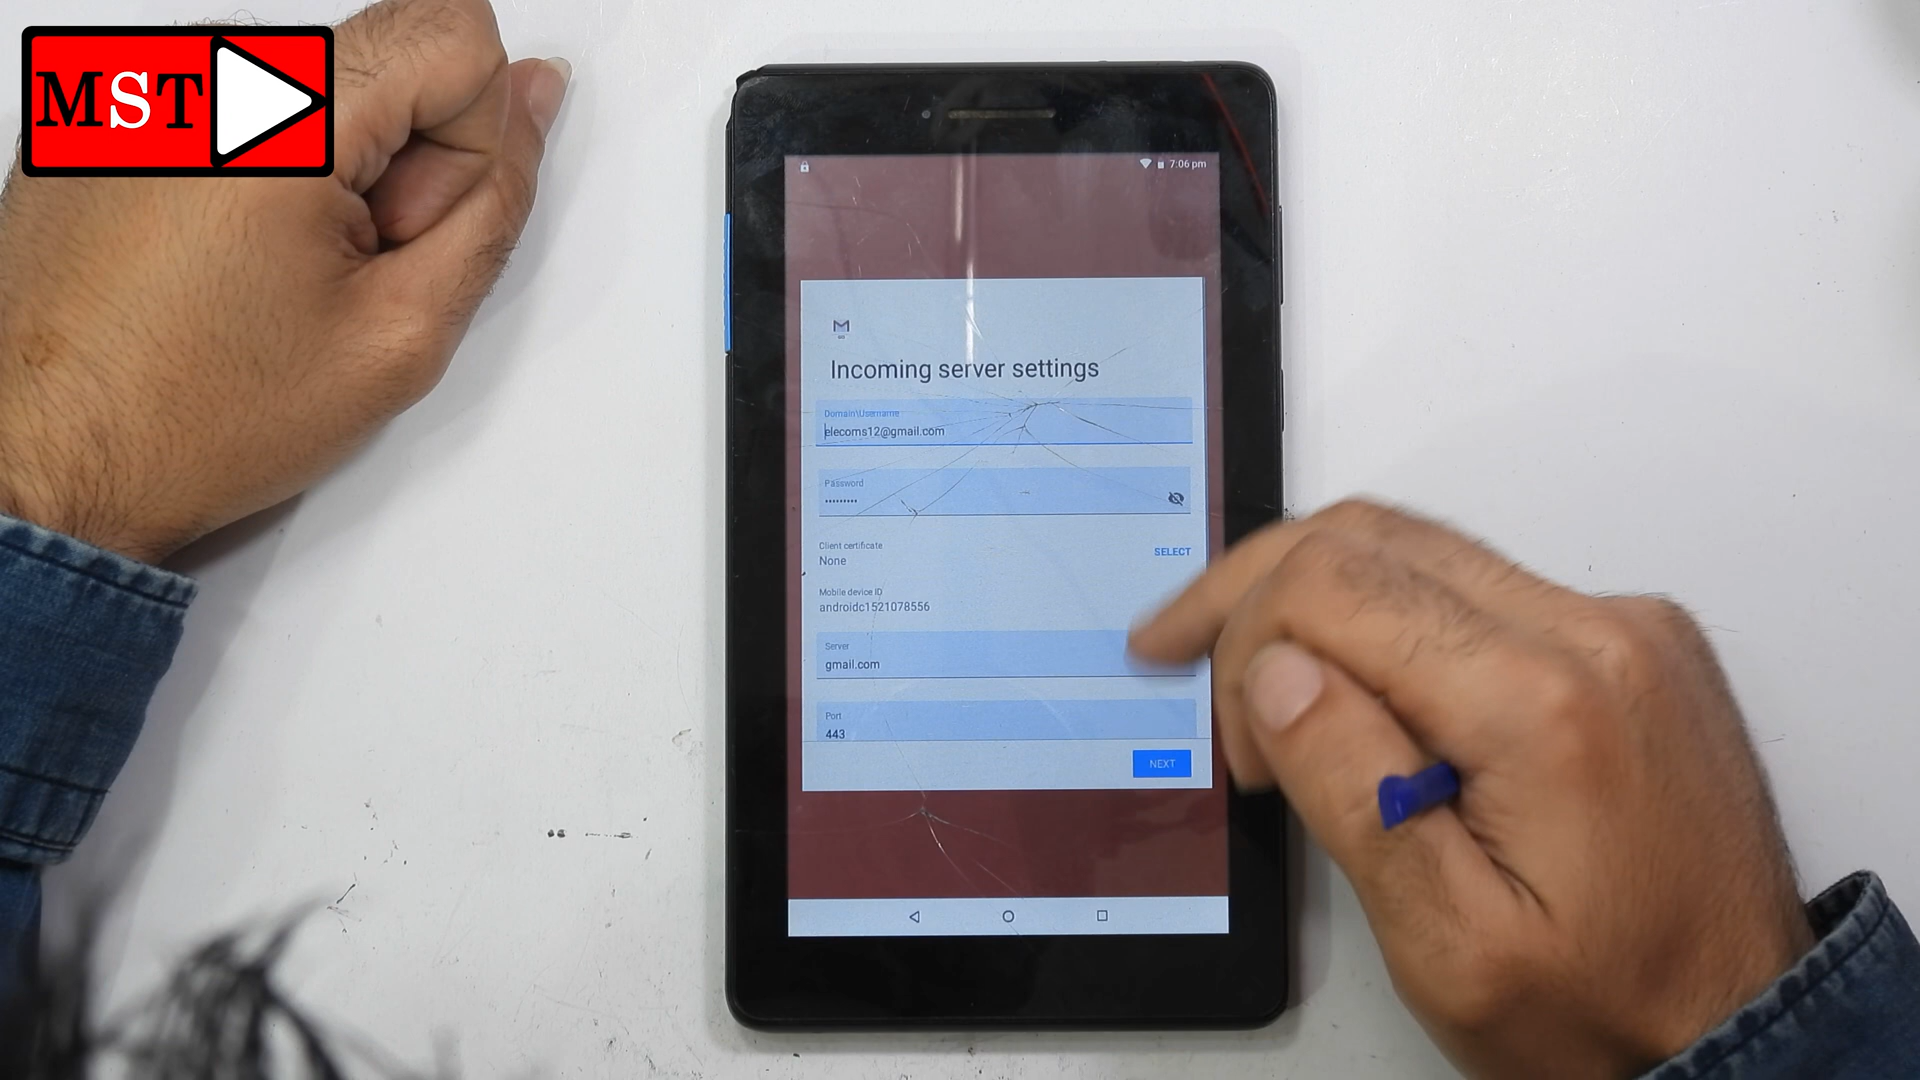 MST
7:06 pm
Incoming server settings
Domain\Username
elecoms12@gmail.com
Password
•••••••••
Client certificate
None
SELECT
Mobile device ID
androidc1521078556
Server
gmail.com
Port
443
NEXT